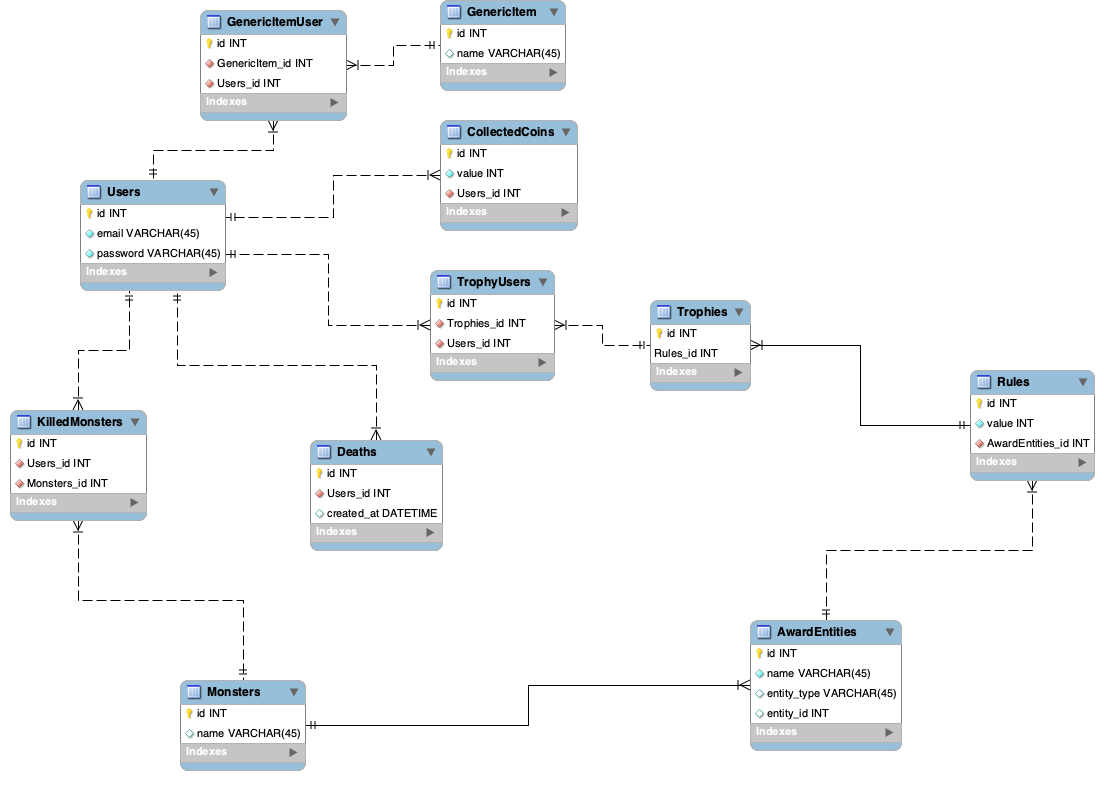 GenericItemUser
id INT
GenericItem_id INT
Users_id INT
Indexes
GenericItem
id INT
name VARCHAR(45)
Indexes
CollectedCoins
id INT
value INT
Users_id INT
Indexes
Users
id INT
email VARCHAR(45)
password VARCHAR(45)
Indexes
TrophyUsers
id INT
Trophies_id INT
Users_id INT
Indexes
Trophies
id INT
Rules_id INT
Indexes
Rules
id INT
value INT
AwardEntities_id INT
Indexes
KilledMonsters
id INT
Users_id INT
Monsters_id INT
Indexes
Deaths
id INT
Users_id INT
created_at DATETIME
Indexes
AwardEntities
id INT
name VARCHAR(45)
entity_type VARCHAR(45)
entity_id INT
Indexes
Monsters
id INT
name VARCHAR(45)
Indexes